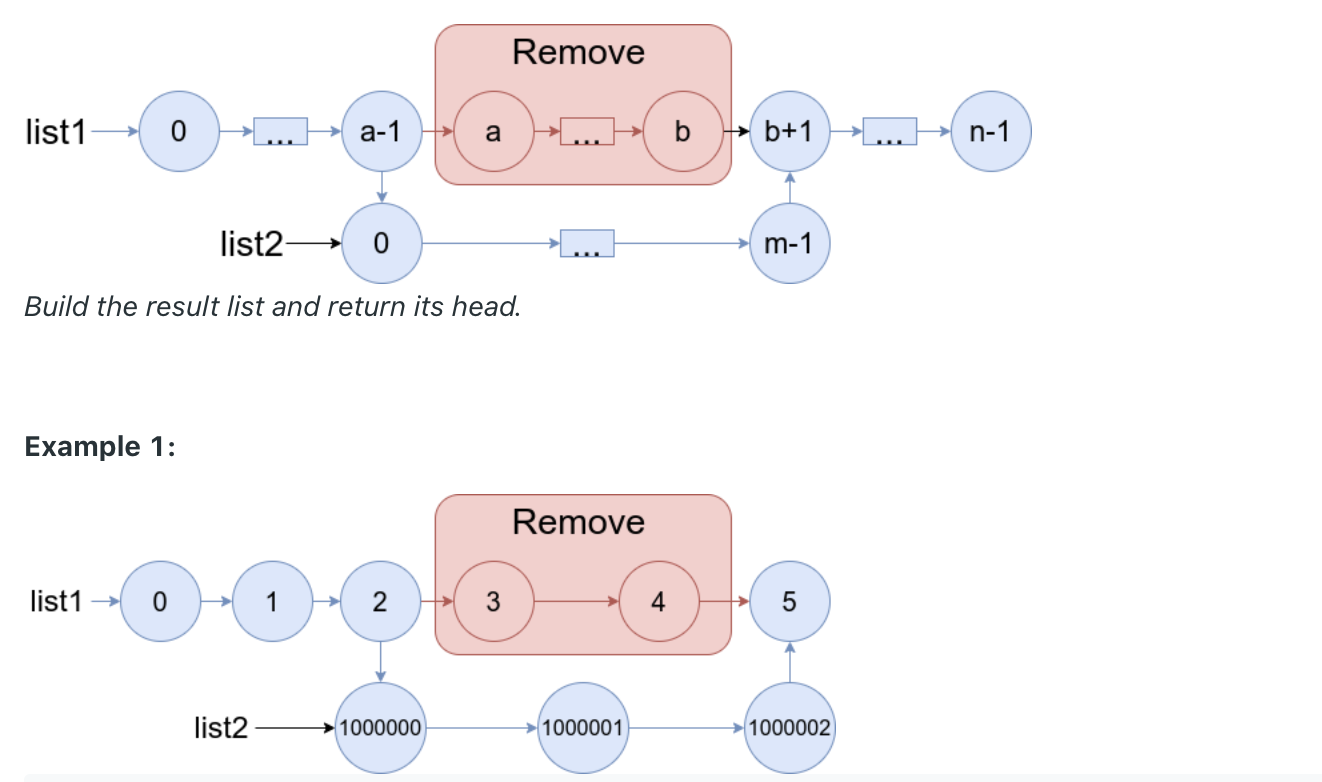 Remove
list1 0 ... a-1 a ... b b+1 ... n-1
list2 0 ... m-1
Build the result list and return its head.
Example 1:
Remove
list1 0 1 2 3 4 5
list2 1000000 1000001 1000002